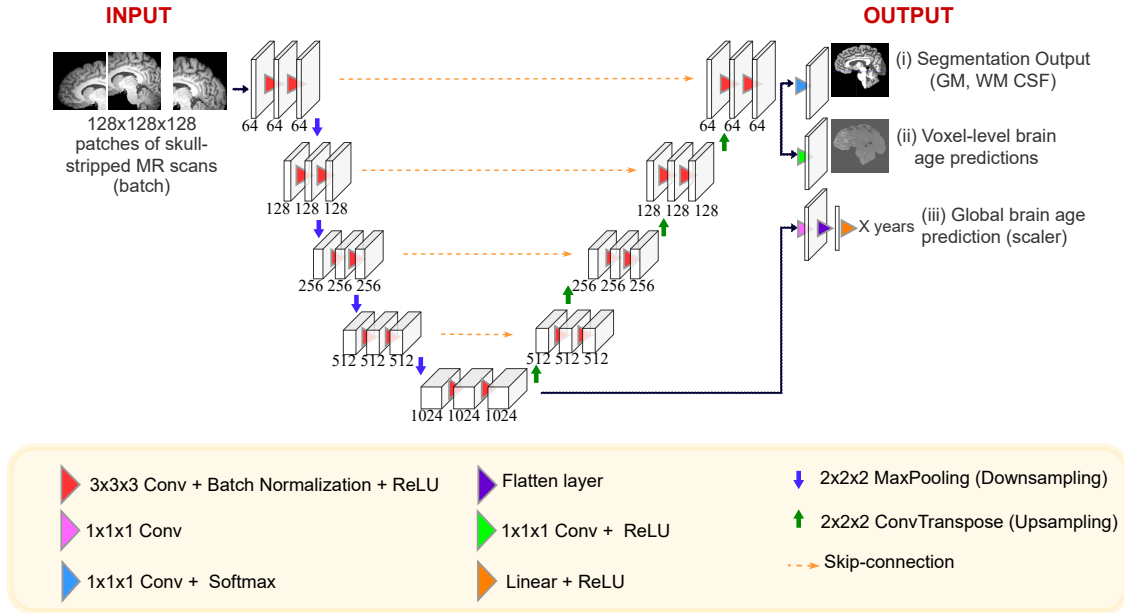 INPUT
OUTPUT
128x128x128
patches of skull-
stripped MR scans
(batch)
64 64 64
64 64 64
(i) Segmentation Output
(GM, WM CSF)
128 128 128
128 128 128
(ii) Voxel-level brain
age predictions
256 256 256
256 256 256
X years
(iii) Global brain age
prediction (scaler)
512 512 512
512 512 512
1024 1024 1024
3x3x3 Conv + Batch Normalization + ReLU
Flatten layer
2x2x2 MaxPooling (Downsampling)
1x1x1 Conv
1x1x1 Conv + ReLU
2x2x2 ConvTranspose (Upsampling)
1x1x1 Conv + Softmax
Linear + ReLU
Skip-connection